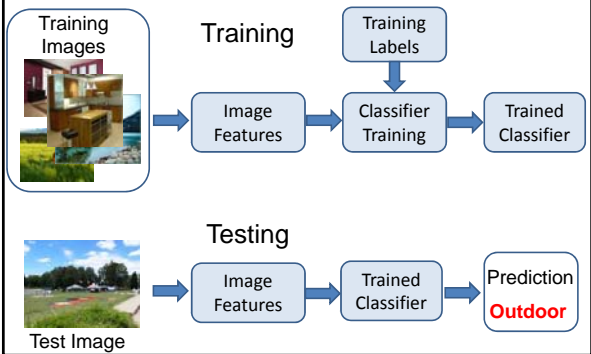 Training
Images
Training
Training
Labels
Image
Features
Classifier
Training
Trained
Classifier
Testing
Image
Features
Trained
Classifier
Prediction
Outdoor
Test Image